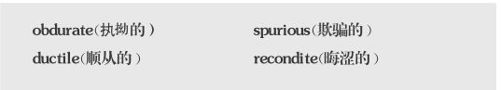 obdurate(执拗的) spurious(欺骗的)
ductile(顺从的) recondite(晦涩的)